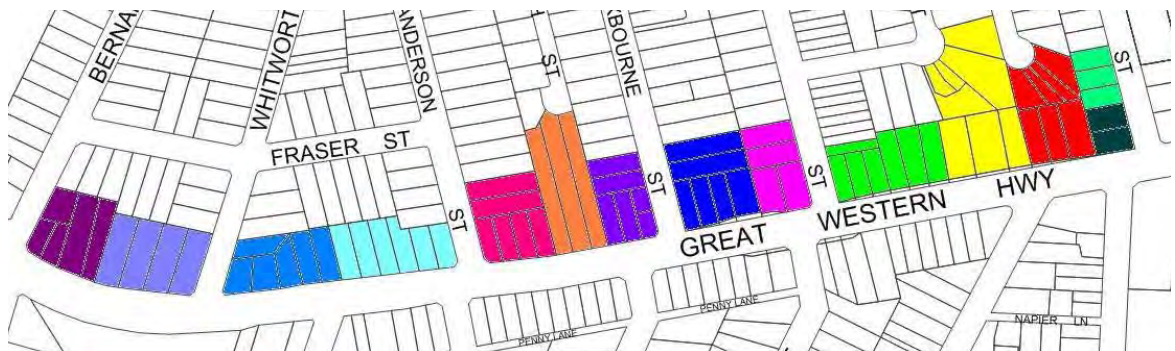 BERNA
WHITWORT
ANDERSON
ST
XBOURNE
ST
FRASER ST
ST
ST
ST
GREAT WESTERN HWY
PENNY LANE
PENNY LANE
NAPIER LN